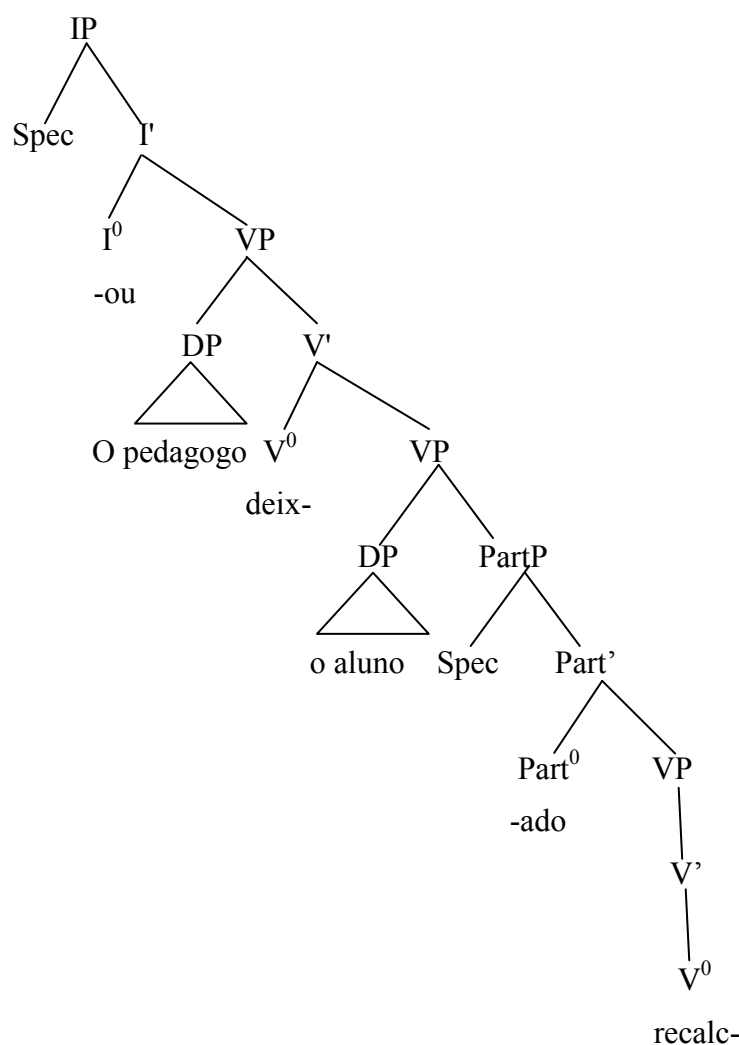 IP
Spec I'
I⁰ VP
-ou
DP V'
O pedagogo V⁰ VP
deix-
DP PartP
o aluno Spec Part’
Part⁰ VP
-ado
V’
V⁰
recalc-